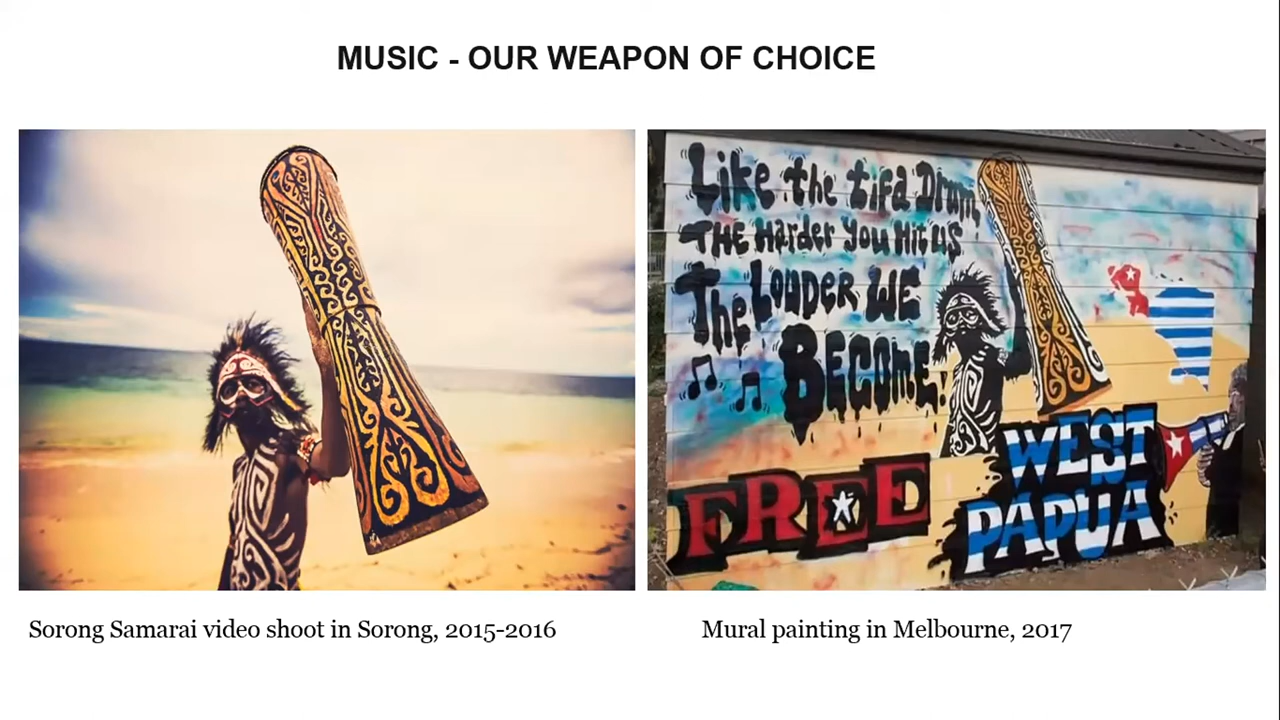 MUSIC - OUR WEAPON OF CHOICE
Like the tifa Drum,
THE Harder You Hit US
The LOUDER WE
BECOME!
FREE
WEST
PAPUA
Sorong Samarai video shoot in Sorong, 2015-2016
Mural painting in Melbourne, 2017